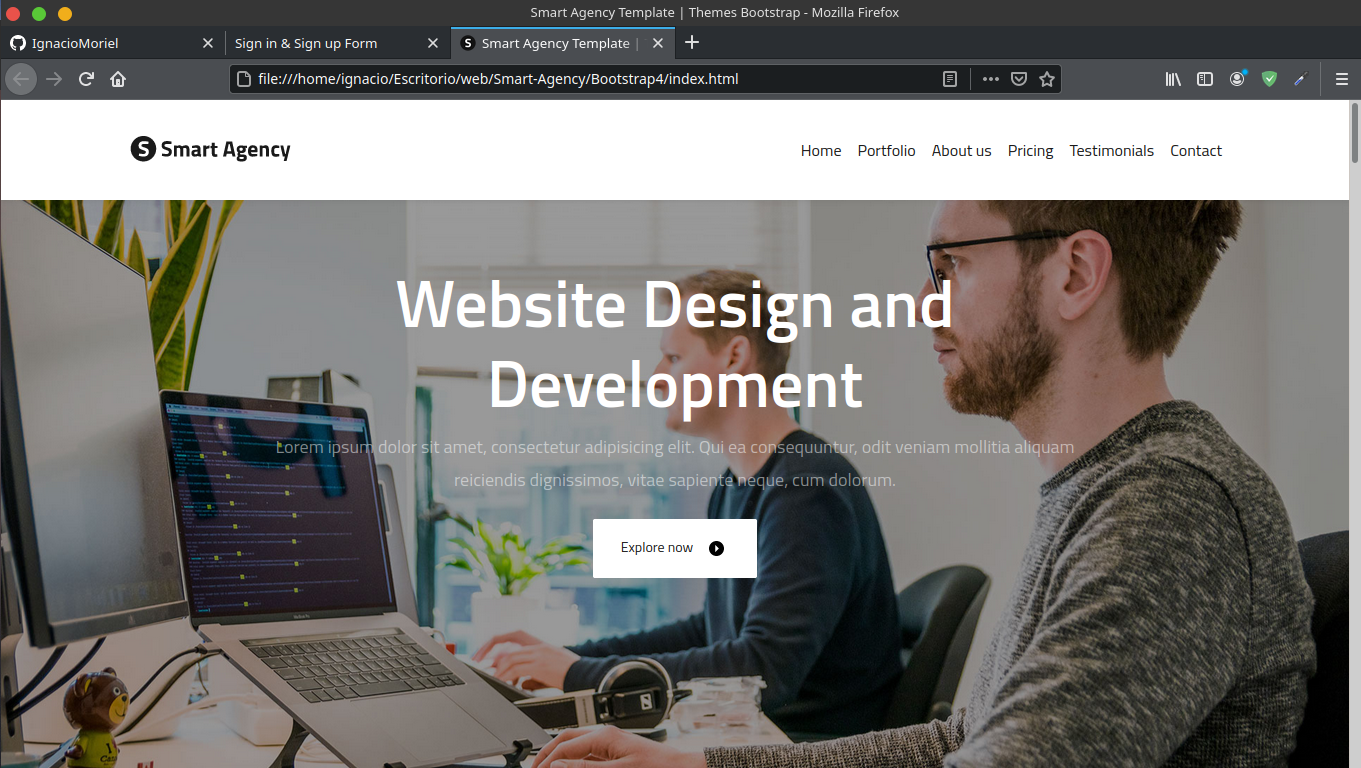 Smart Agency Template | Themes Bootstrap - Mozilla Firefox
IgnacioMoriel
Sign in & Sign up Form
S Smart Agency Template |
file:///home/ignacio/Escritorio/web/Smart-Agency/Bootstrap4/index.html
S Smart Agency
Home Portfolio About us Pricing Testimonials Contact
Website Design and
Development
Lorem ipsum dolor sit amet, consectetur adipisicing elit. Qui ea consequuntur, odit veniam mollitia aliquam
reiciendis dignissimos, vitae sapiente neque, cum dolorum.
Explore now